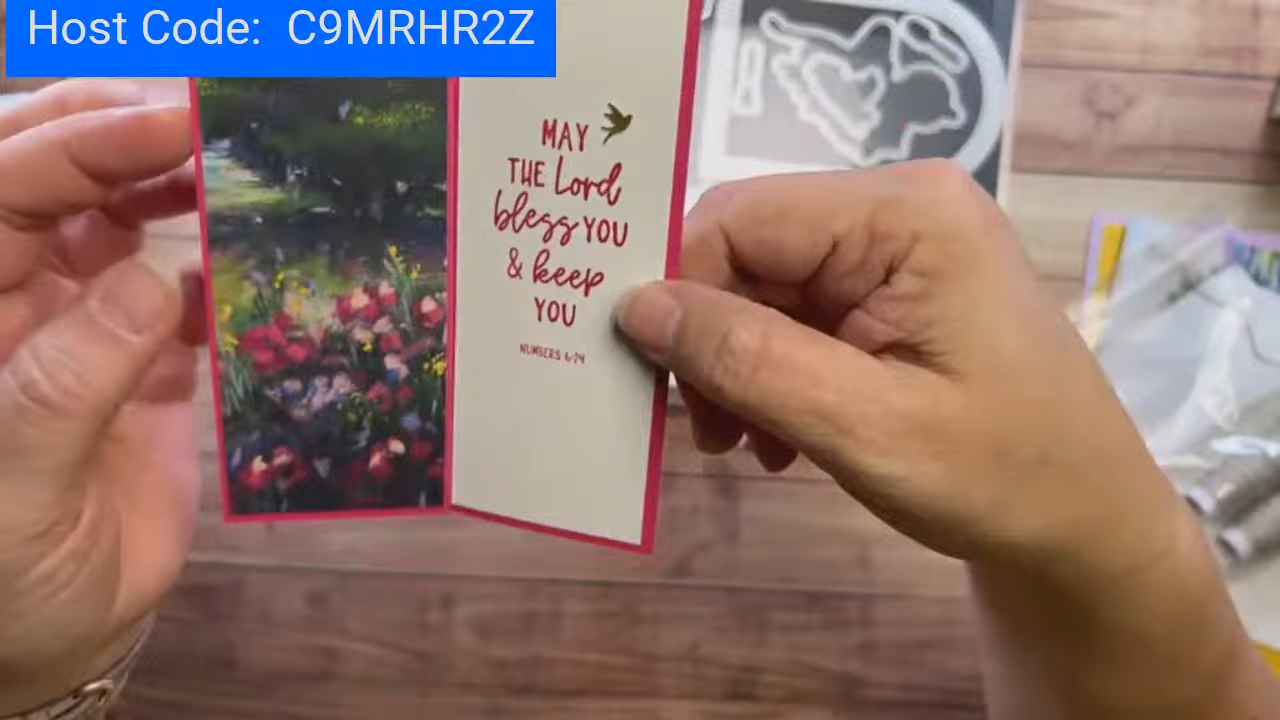 Host Code: C9MRHR2Z
MAY
THE Lord
bless YOU
& keep
YOU
NUMBERS 6:24